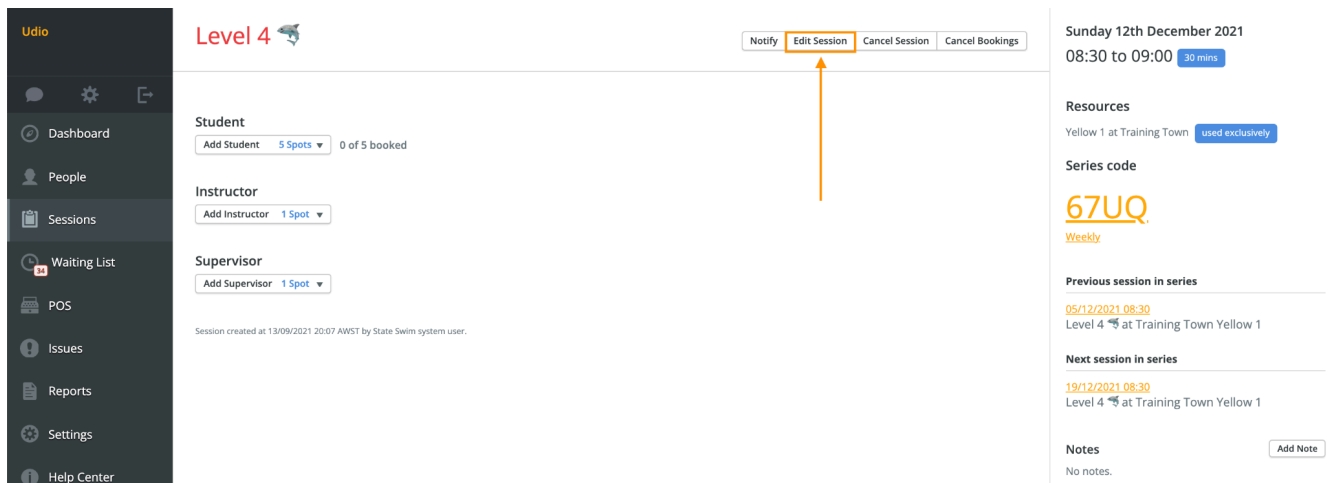 Udio
Dashboard
People
Sessions
34
Waiting List
POS
Issues
Reports
Settings
Help Center
Level 4 🦈
Notify Edit Session Cancel Session Cancel Bookings
Student
Add Student 5 Spots ▼ 0 of 5 booked
Instructor
Add Instructor 1 Spot ▼
Supervisor
Add Supervisor 1 Spot ▼
Session created at 13/09/2021 20:07 AWST by State Swim system user.
Sunday 12th December 2021
08:30 to 09:00 30 mins
Resources
Yellow 1 at Training Town used exclusively
Series code
67UQ
Weekly
Previous session in series
05/12/2021 08:30
Level 4 🦈 at Training Town Yellow 1
Next session in series
19/12/2021 08:30
Level 4 🦈 at Training Town Yellow 1
Notes Add Note
No notes.